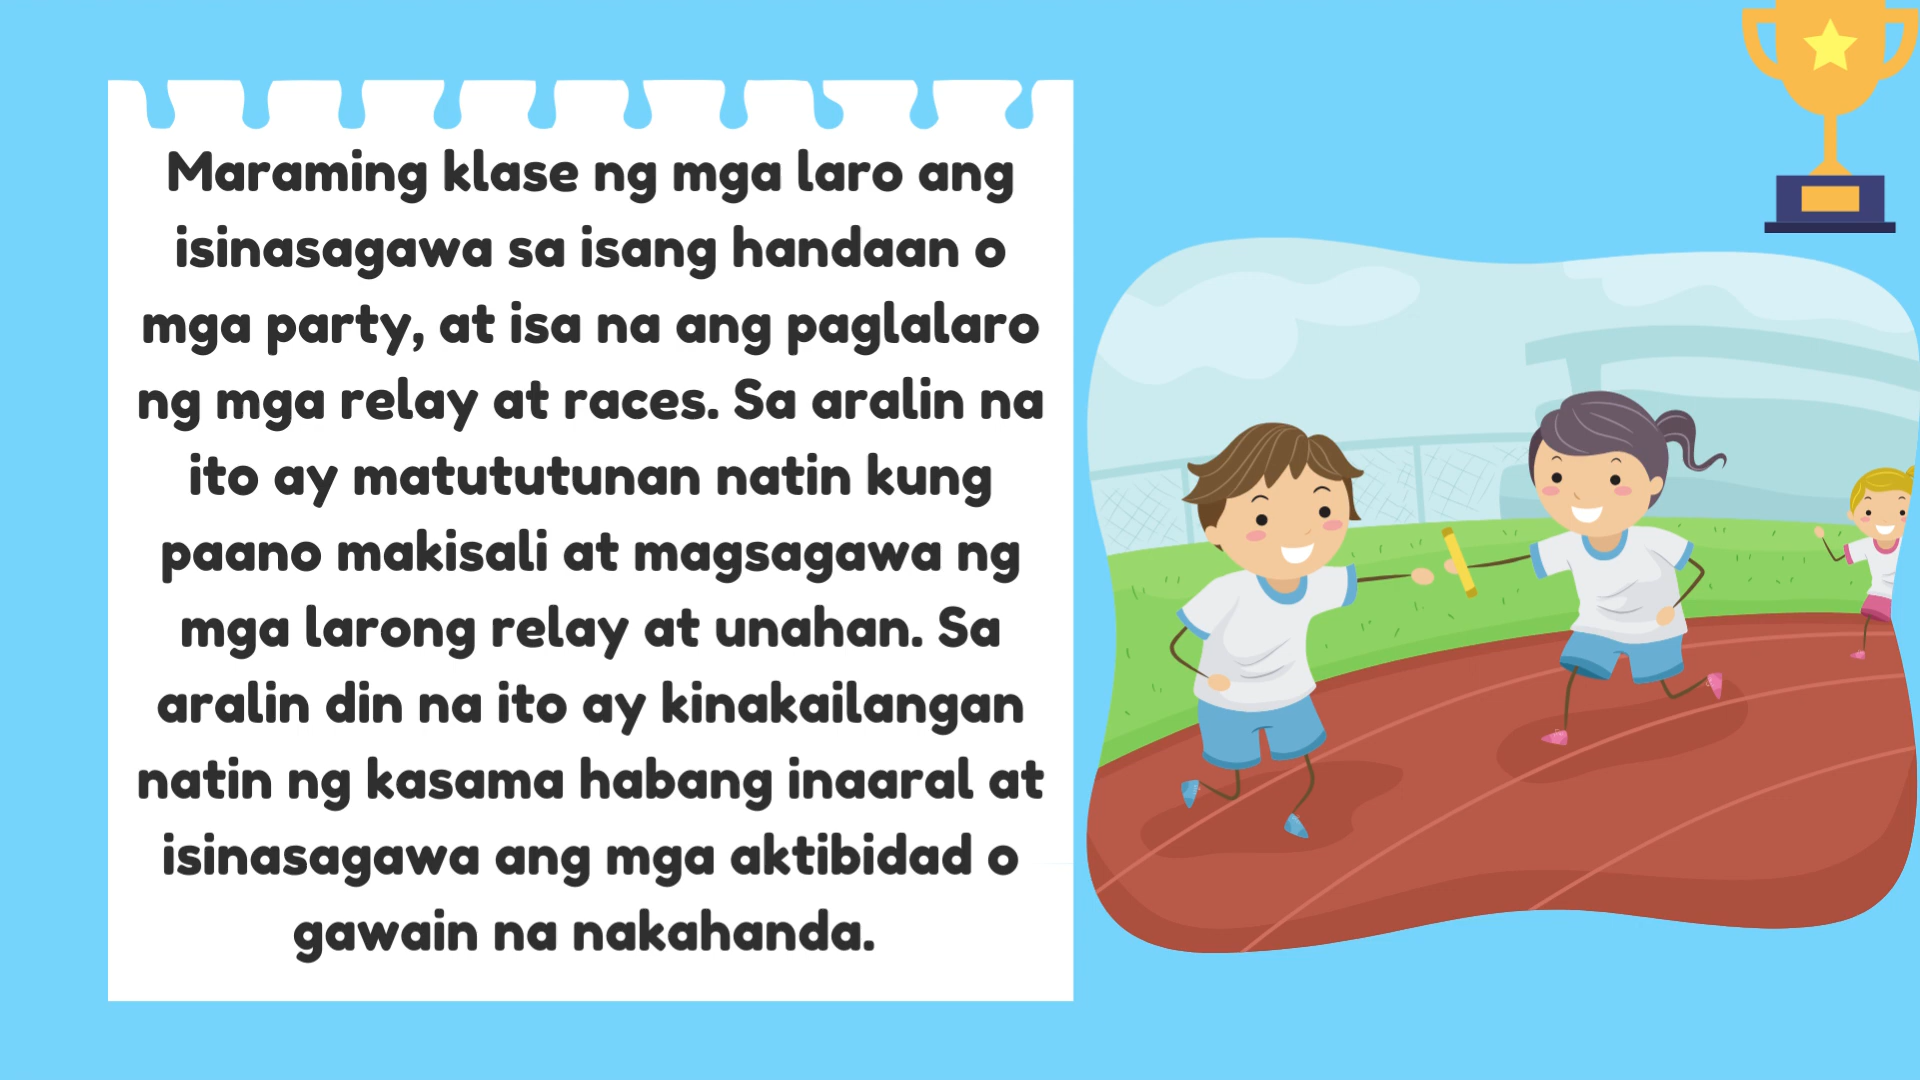 Maraming klase ng mga laro ang
isinasagawa sa isang handaan o
mga party, at isa na ang paglalaro
ng mga relay at races. Sa aralin na
ito ay matututunan natin kung
paano makisali at magsagawa ng
mga larong relay at unahan. Sa
aralin din na ito ay kinakailangan
natin ng kasama habang inaaral at
isinasagawa ang mga aktibidad o
gawain na nakahanda.